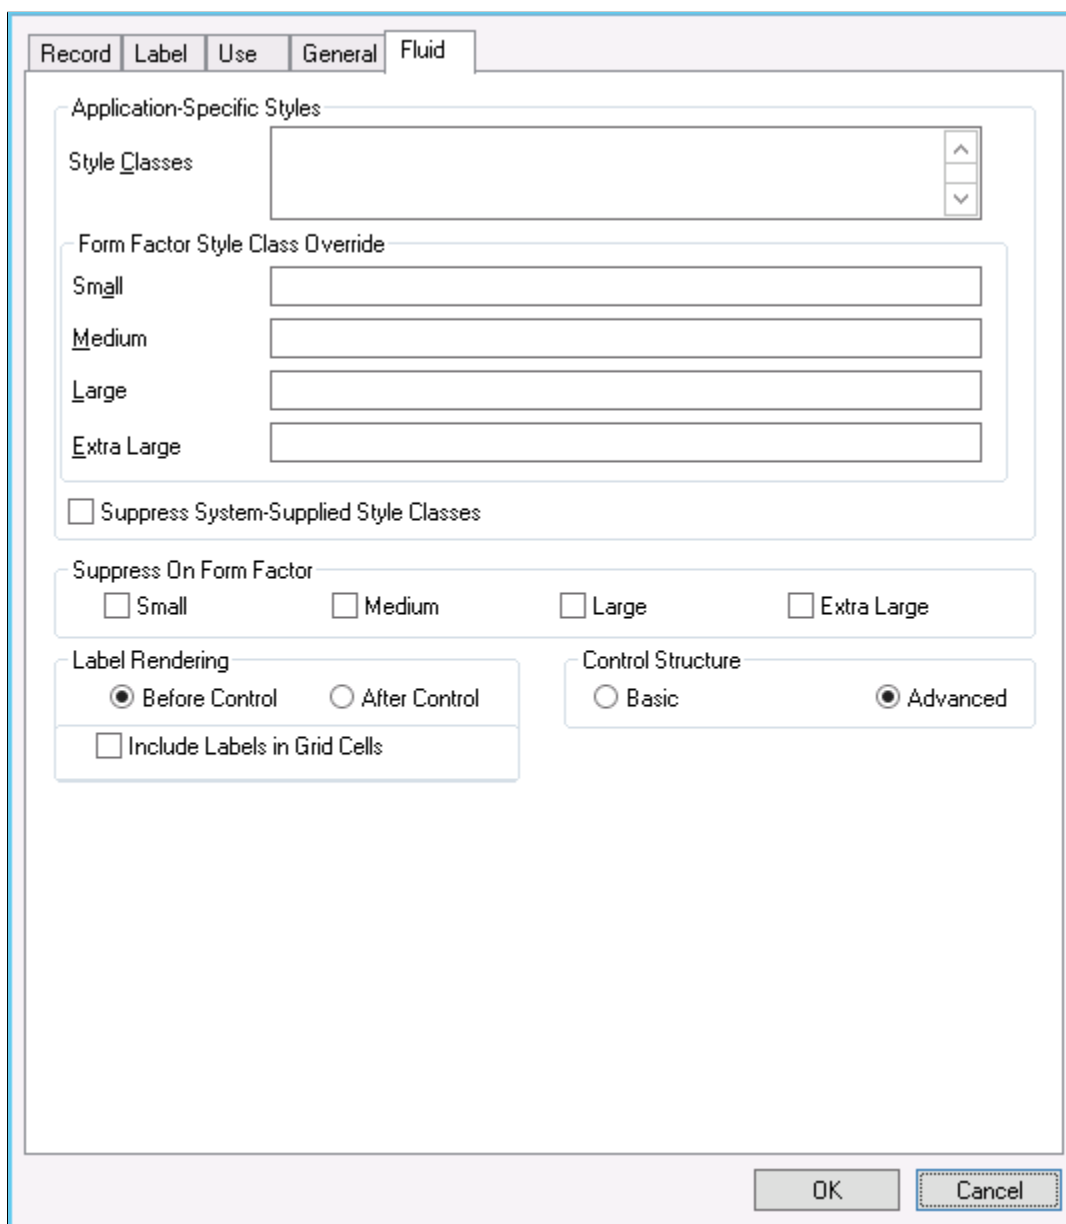 Record Label Use General Fluid
Application-Specific Styles
Style Classes
Form Factor Style Class Override
Small
Medium
Large
Extra Large
Suppress System-Supplied Style Classes
Suppress On Form Factor
Small Medium Large Extra Large
Label Rendering Control Structure
Before Control After Control Basic Advanced
Include Labels in Grid Cells
OK Cancel